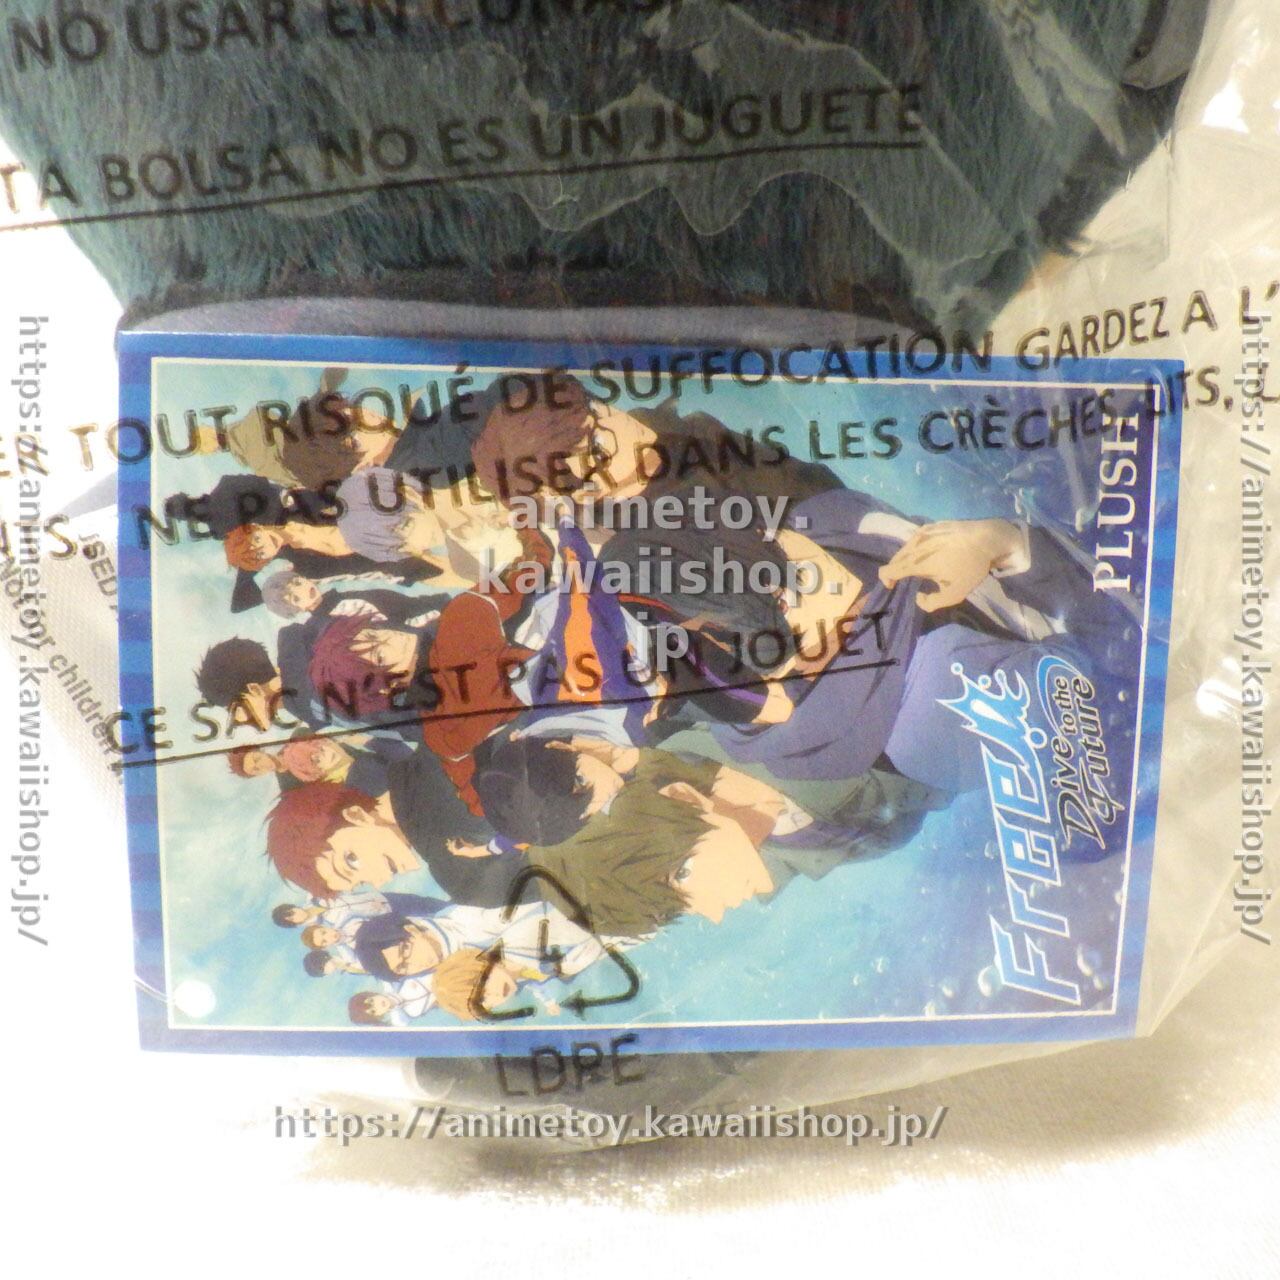 NO USAR EN CUNAS,
TA BOLSA NO ES UN JUGUETE
TOUT RISQUÉ DE SUFFOCATION GARDEZ A L'
NE PAS UTILISER DANS LES CRÈCHES, LITS,
CE SAC N'EST PAS UN JOUET
LDPE
PLUSH
Free!
Dive to the
Future
animetoy.
kawaiishop.
jp
https://animetoy.kawaiishop.jp/
https://animetoy.kawaiishop.jp/
https://animetoy.kawaiishop.jp/
children